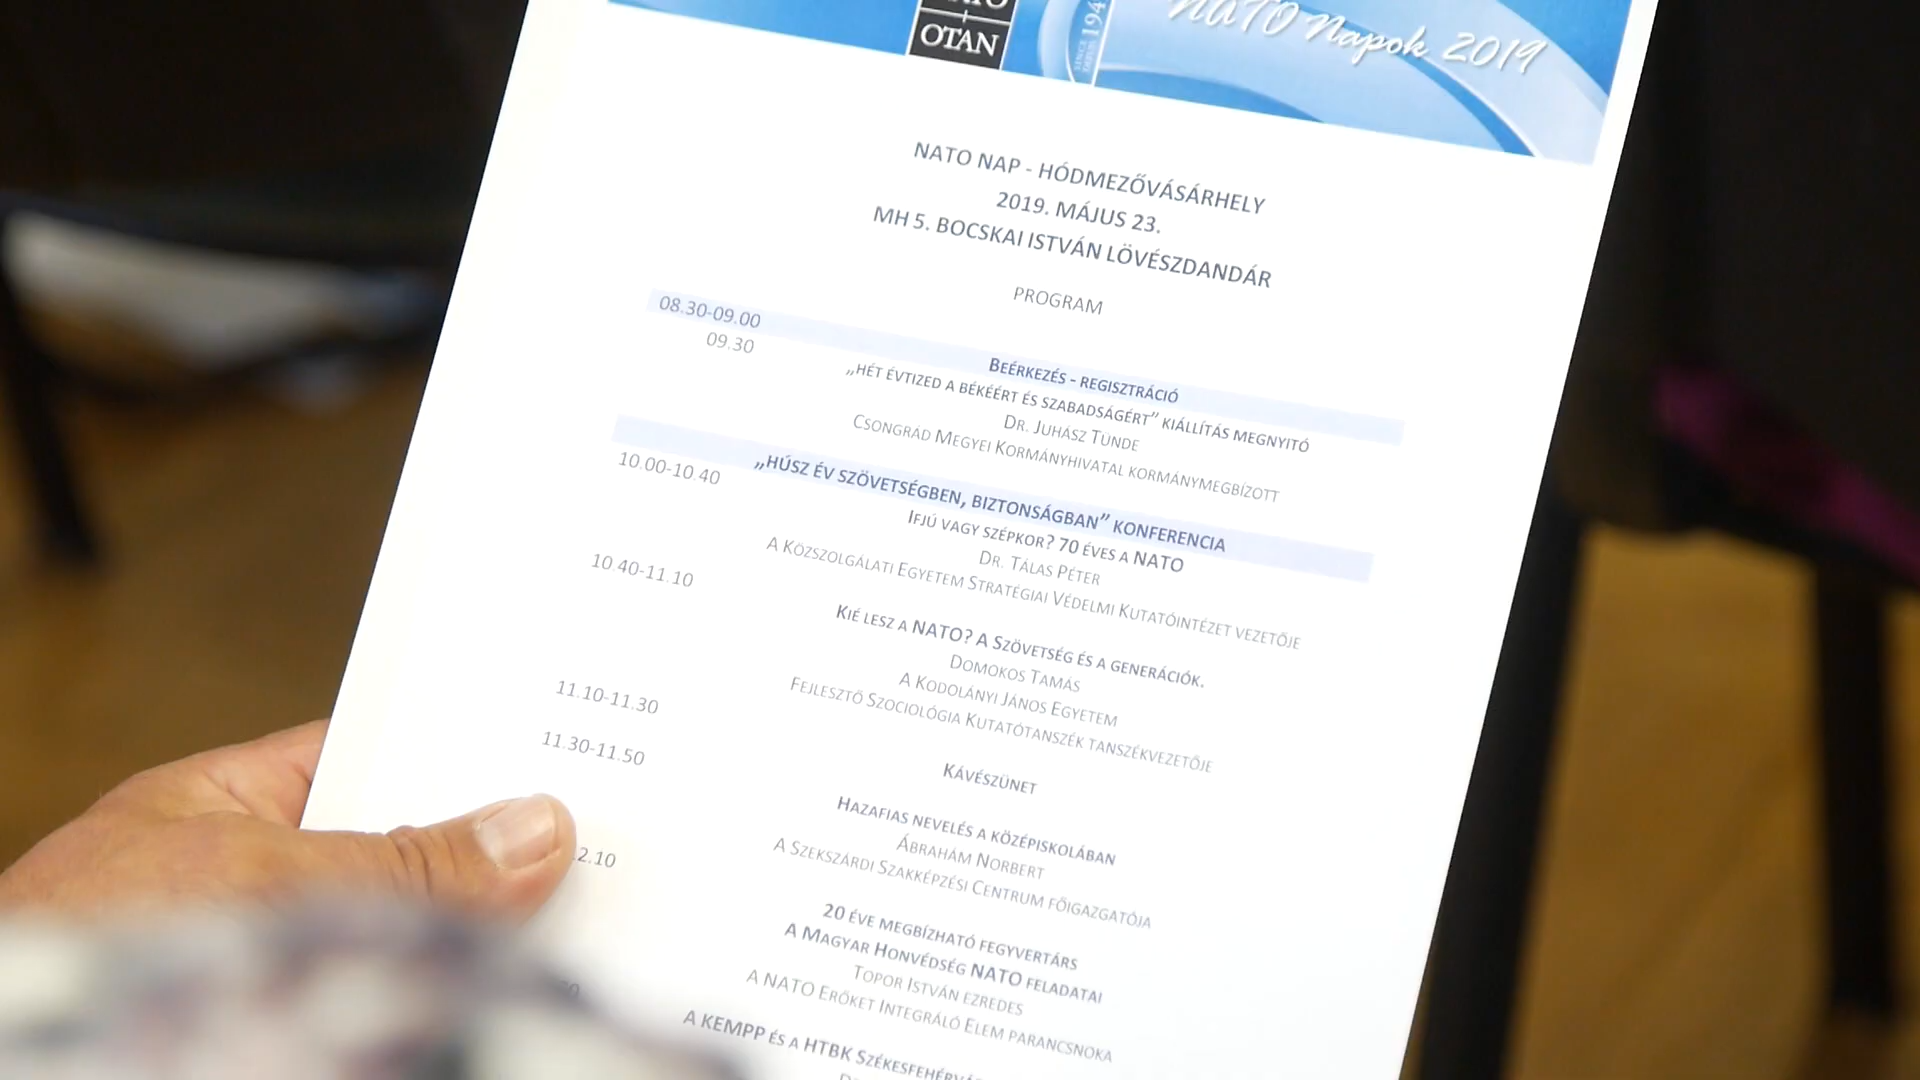 OTAN
SINCE 194
NATO Napok 2019
NATO NAP - HÓDMEZŐVÁSÁRHELY
2019. MÁJUS 23.
MH 5. BOCSKAI ISTVÁN LÖVÉSZDANDÁR
PROGRAM
08.30-09.00
BEÉRKEZÉS - REGISZTRÁCIÓ
09.30
„HÉT ÉVTIZED A BÉKÉÉRT ÉS SZABADSÁGÉRT” KIÁLLÍTÁS MEGNYITÓ
DR. JUHÁSZ TÜNDE
CSONGRÁD MEGYEI KORMÁNYHIVATAL KORMÁNYMEGBÍZOTT
„HÚSZ ÉV SZÖVETSÉGBEN, BIZTONSÁGBAN” KONFERENCIA
10.00-10.40
IFJÚ VAGY SZÉPKOR? 70 ÉVES A NATO
DR. TÁLAS PÉTER
A KÖZSZOLGÁLATI EGYETEM STRATÉGIAI VÉDELMI KUTATÓINTÉZET VEZETŐJE
10.40-11.10
KIÉ LESZ A NATO? A SZÖVETSÉG ÉS A GENERÁCIÓK.
DOMOKOS TAMÁS
A KODOLÁNYI JÁNOS EGYETEM
FEJLESZTŐ SZOCIOLÓGIA KUTATÓTANSZÉK TANSZÉKVEZETŐJE
11.10-11.30
KÁVÉSZÜNET
11.30-11.50
HAZAFIAS NEVELÉS A KÖZÉPISKOLÁBAN
ÁBRAHÁM NORBERT
A SZEKSZÁRDI SZAKKÉPZÉSI CENTRUM FŐIGAZGATÓJA
2.10
20 ÉVE MEGBÍZHATÓ FEGYVERTÁRS
A MAGYAR HONVÉDSÉG NATO FELADATAI
TOPOR ISTVÁN EZREDES
A NATO ERŐKET INTEGRÁLÓ ELEM PARANCSNOKA
A KEMPP ÉS A HTBK SZÉKESFEHÉRVÁ